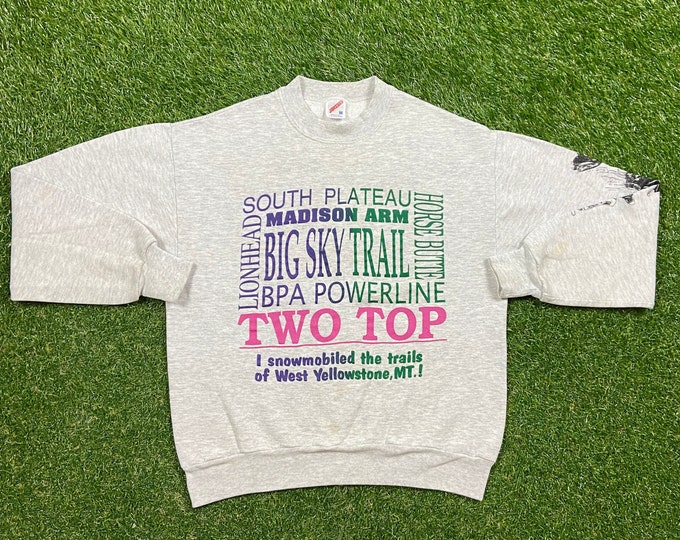 SOUTH PLATEAU
MADISON ARM
LIONHEAD
BIG SKY TRAIL
HORSE BUTTE
BPA POWERLINE
TWO TOP
I snowmobiled the trails
of West Yellowstone, MT.!